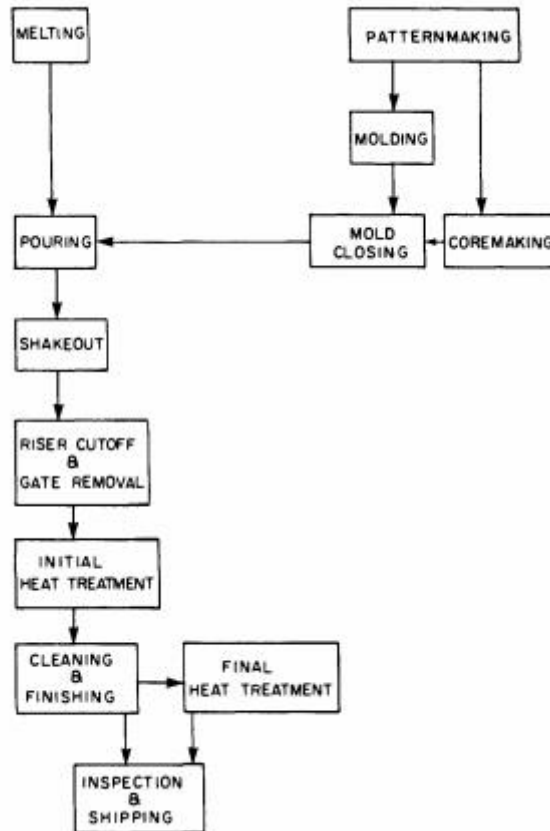 MELTING
PATTERNMAKING
MOLDING
POURING
MOLD
CLOSING
COREMAKING
SHAKEOUT
RISER CUTOFF
&
GATE REMOVAL
INITIAL
HEAT TREATMENT
CLEANING
&
FINISHING
FINAL
HEAT TREATMENT
INSPECTION
&
SHIPPING